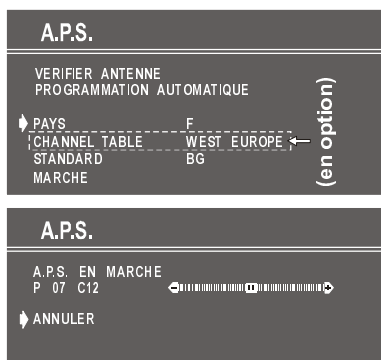 A.P.S.
VERIFIER ANTENNE
PROGRAMMATION AUTOMATIQUE
PAYS F
CHANNEL TABLE WEST EUROPE
STANDARD BG
MARCHE
(en option)
A.P.S.
A.P.S. EN MARCHE
P 07 C12
ANNULER